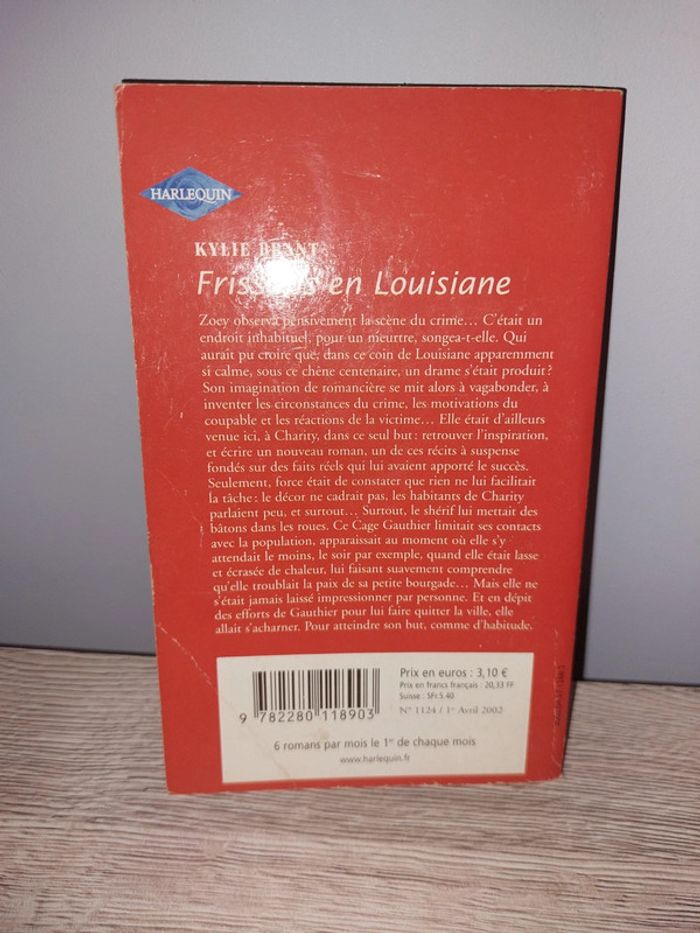 HARLEQUIN
KYLIE BRANT
Frissons en Louisiane
Zoey observa pensivement la scène du crime… C'était un
endroit inhabituel, pour un meurtre, songea-t-elle. Qui
aurait pu croire que, dans ce coin de Louisiane apparemment
si calme, sous ce chêne centenaire, un drame s'était produit ?
Son imagination de romancière se mit alors à vagabonder, à
inventer les circonstances du crime, les motivations du
coupable et les réactions de la victime… Elle était d'ailleurs
venue ici, à Charity, dans ce seul but : retrouver l'inspiration,
et écrire un nouveau roman, un de ces récits à suspense
fondés sur des faits réels qui lui avaient apporté le succès.
Seulement, force était de constater que rien ne lui facilitait
la tâche : le décor ne cadrait pas, les habitants de Charity
parlaient peu, et surtout… Surtout, le shérif lui mettait des
bâtons dans les roues. Ce Cage Gauthier limitait ses contacts
avec la population, apparaissait au moment où elle s'y
attendait le moins, le soir par exemple, quand elle était lasse
et écrasée de chaleur, lui faisant suavement comprendre
qu'elle troublait la paix de sa petite bourgade… Mais elle ne
s'était jamais laissé impressionner par personne. Et en dépit
des efforts de Gauthier pour lui faire quitter la ville, elle
allait s'acharner. Pour atteindre son but, comme d'habitude.
Prix en euros : 3,10 €
Prix en francs français : 20,33 FF
Suisse : SFr.5.40
N° 1124 / 1er Avril 2002
9 782280 118903
6 romans par mois le 1er de chaque mois
www.harlequin.fr